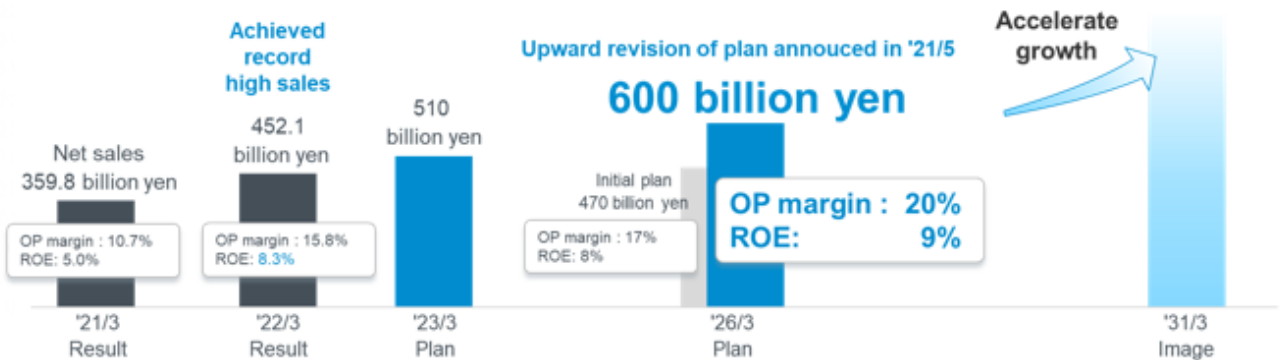 Achieved
record
high sales
Upward revision of plan annouced in '21/5
600 billion yen
Accelerate
growth
Net sales
359.8 billion yen
452.1
billion yen
510
billion yen
Initial plan
470 billion yen
OP margin : 10.7%
ROE: 5.0%
OP margin : 15.8%
ROE: 8.3%
OP margin : 17%
ROE: 8%
OP margin : 20%
ROE: 9%
'21/3
Result
'22/3
Result
'23/3
Plan
'26/3
Plan
'31/3
Image